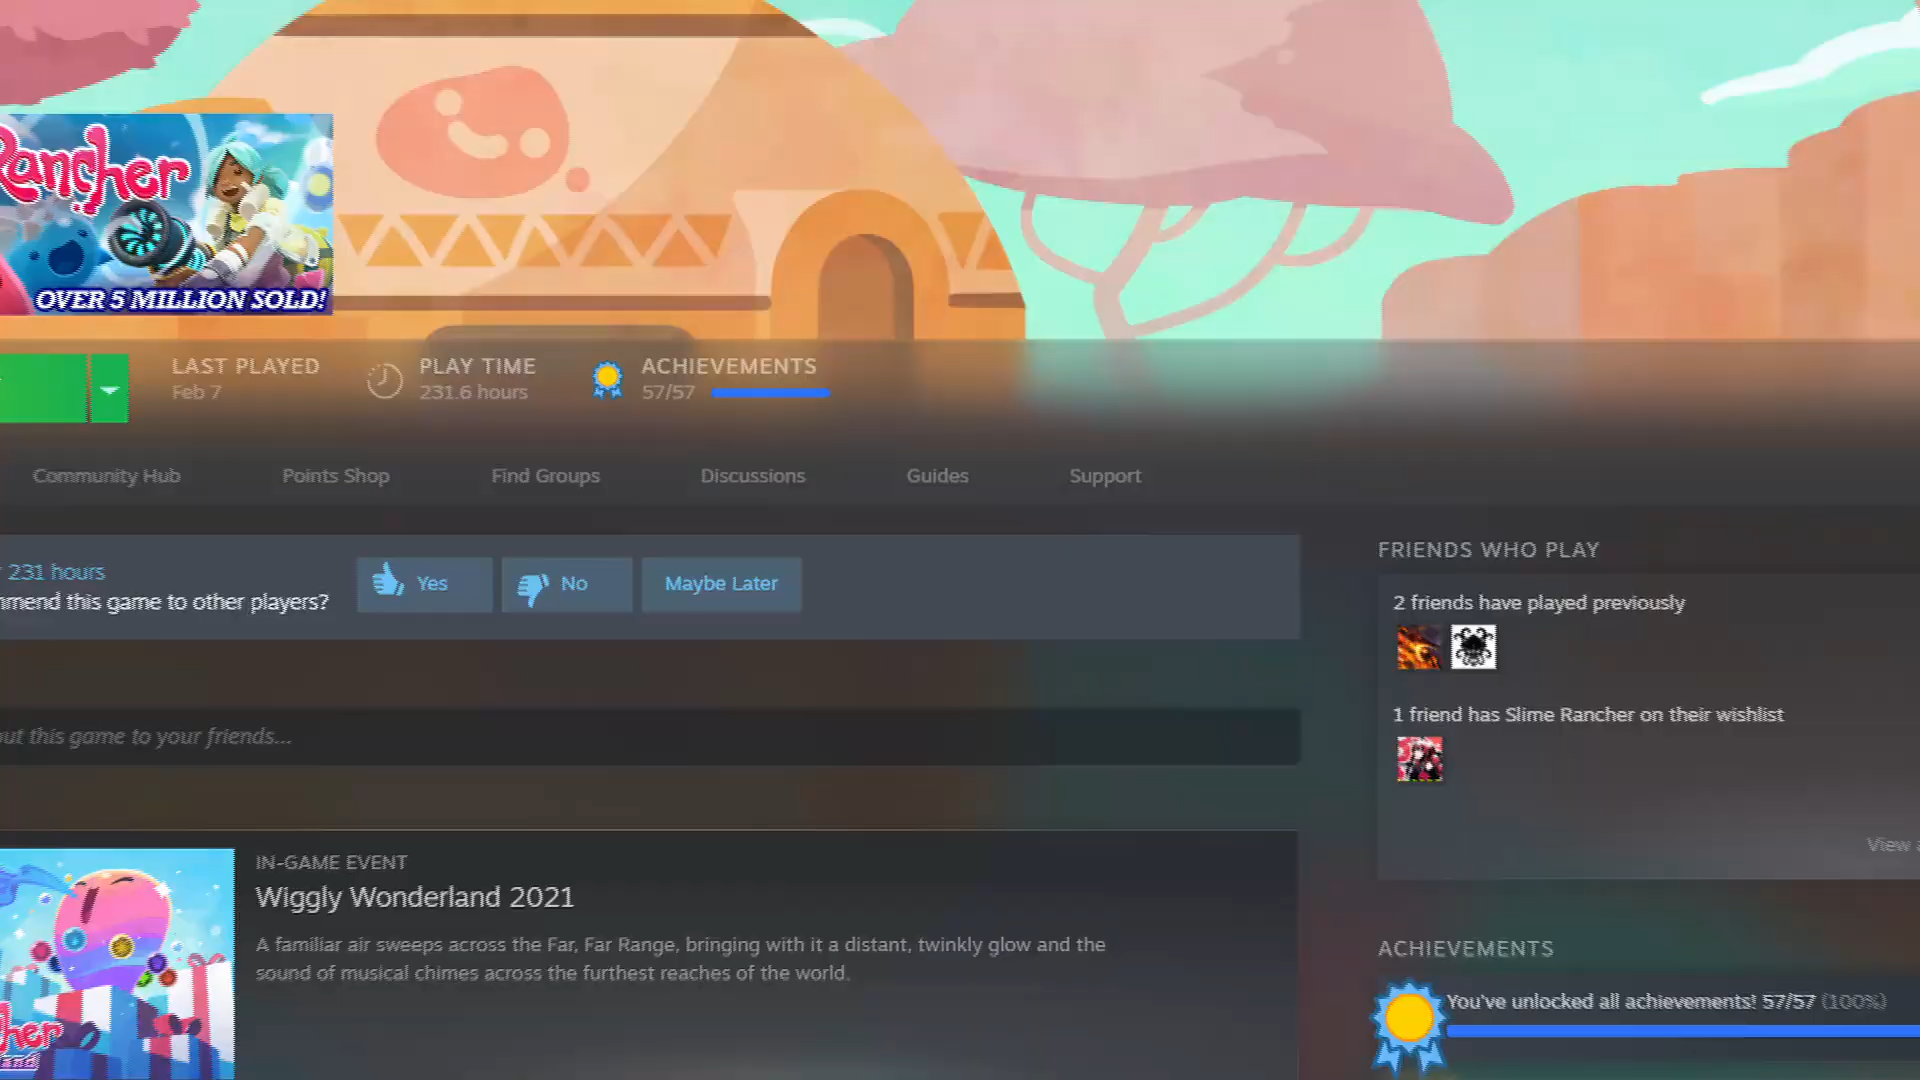 Rancher
OVER 5 MILLION SOLD!
LAST PLAYED
Feb 7
PLAY TIME
231.6 hours
ACHIEVEMENTS
57/57
Community Hub
Points Shop
Find Groups
Discussions
Guides
Support
231 hours
mmend this game to other players?
Yes
No
Maybe Later
FRIENDS WHO PLAY
2 friends have played previously
1 friend has Slime Rancher on their wishlist
View
out this game to your friends...
IN-GAME EVENT
Wiggly Wonderland 2021
A familiar air sweeps across the Far, Far Range, bringing with it a distant, twinkly glow and the
sound of musical chimes across the furthest reaches of the world.
ACHIEVEMENTS
You've unlocked all achievements! 57/57 (100%)